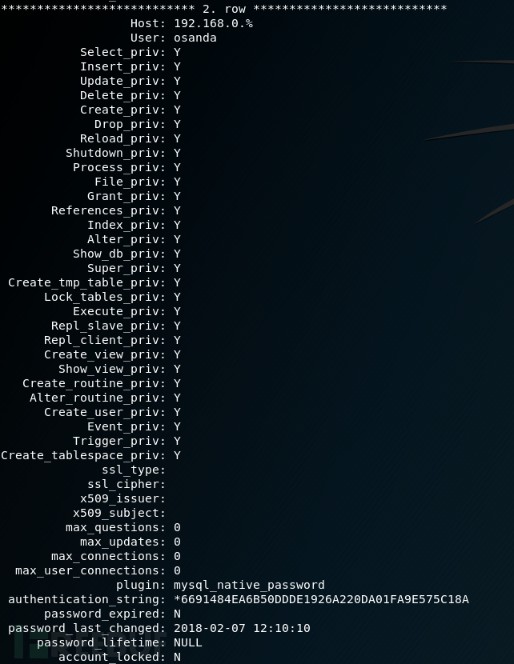 *************************** 2. row ***************************
Host: 192.168.0.%
User: osanda
Select_priv: Y
Insert_priv: Y
Update_priv: Y
Delete_priv: Y
Create_priv: Y
Drop_priv: Y
Reload_priv: Y
Shutdown_priv: Y
Process_priv: Y
File_priv: Y
Grant_priv: Y
References_priv: Y
Index_priv: Y
Alter_priv: Y
Show_db_priv: Y
Super_priv: Y
Create_tmp_table_priv: Y
Lock_tables_priv: Y
Execute_priv: Y
Repl_slave_priv: Y
Repl_client_priv: Y
Create_view_priv: Y
Show_view_priv: Y
Create_routine_priv: Y
Alter_routine_priv: Y
Create_user_priv: Y
Event_priv: Y
Trigger_priv: Y
Create_tablespace_priv: Y
ssl_type:
ssl_cipher:
x509_issuer:
x509_subject:
max_questions: 0
max_updates: 0
max_connections: 0
max_user_connections: 0
plugin: mysql_native_password
authentication_string: *6691484EA6B50DDDE1926A220DA01FA9E575C18A
password_expired: N
password_last_changed: 2018-02-07 12:10:10
password_lifetime: NULL
account_locked: N